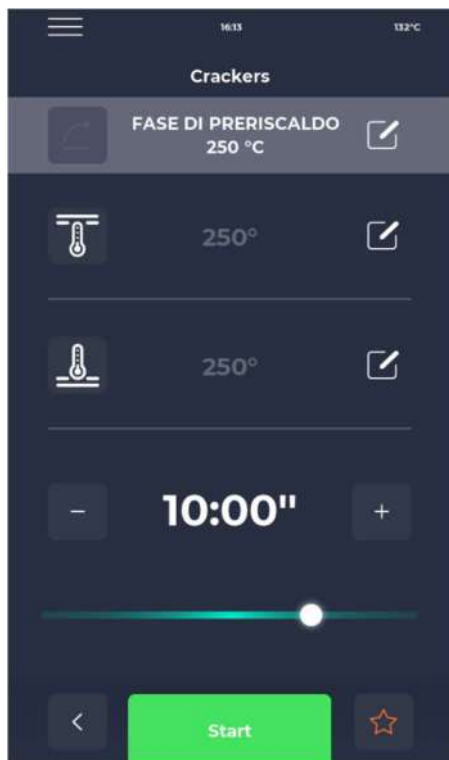 16:13 132°C
Crackers
FASE DI PRERISCALDO
250 °C
250°
250°
- 10:00" +
Start